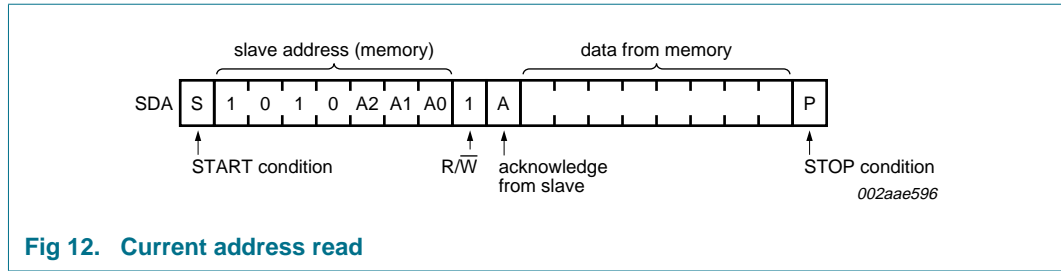 slave address (memory) data from memory
SDA S 1 0 1 0 A2 A1 A0 1 A P
START condition R/W̅ acknowledge from slave STOP condition
002aae596
Fig 12. Current address read